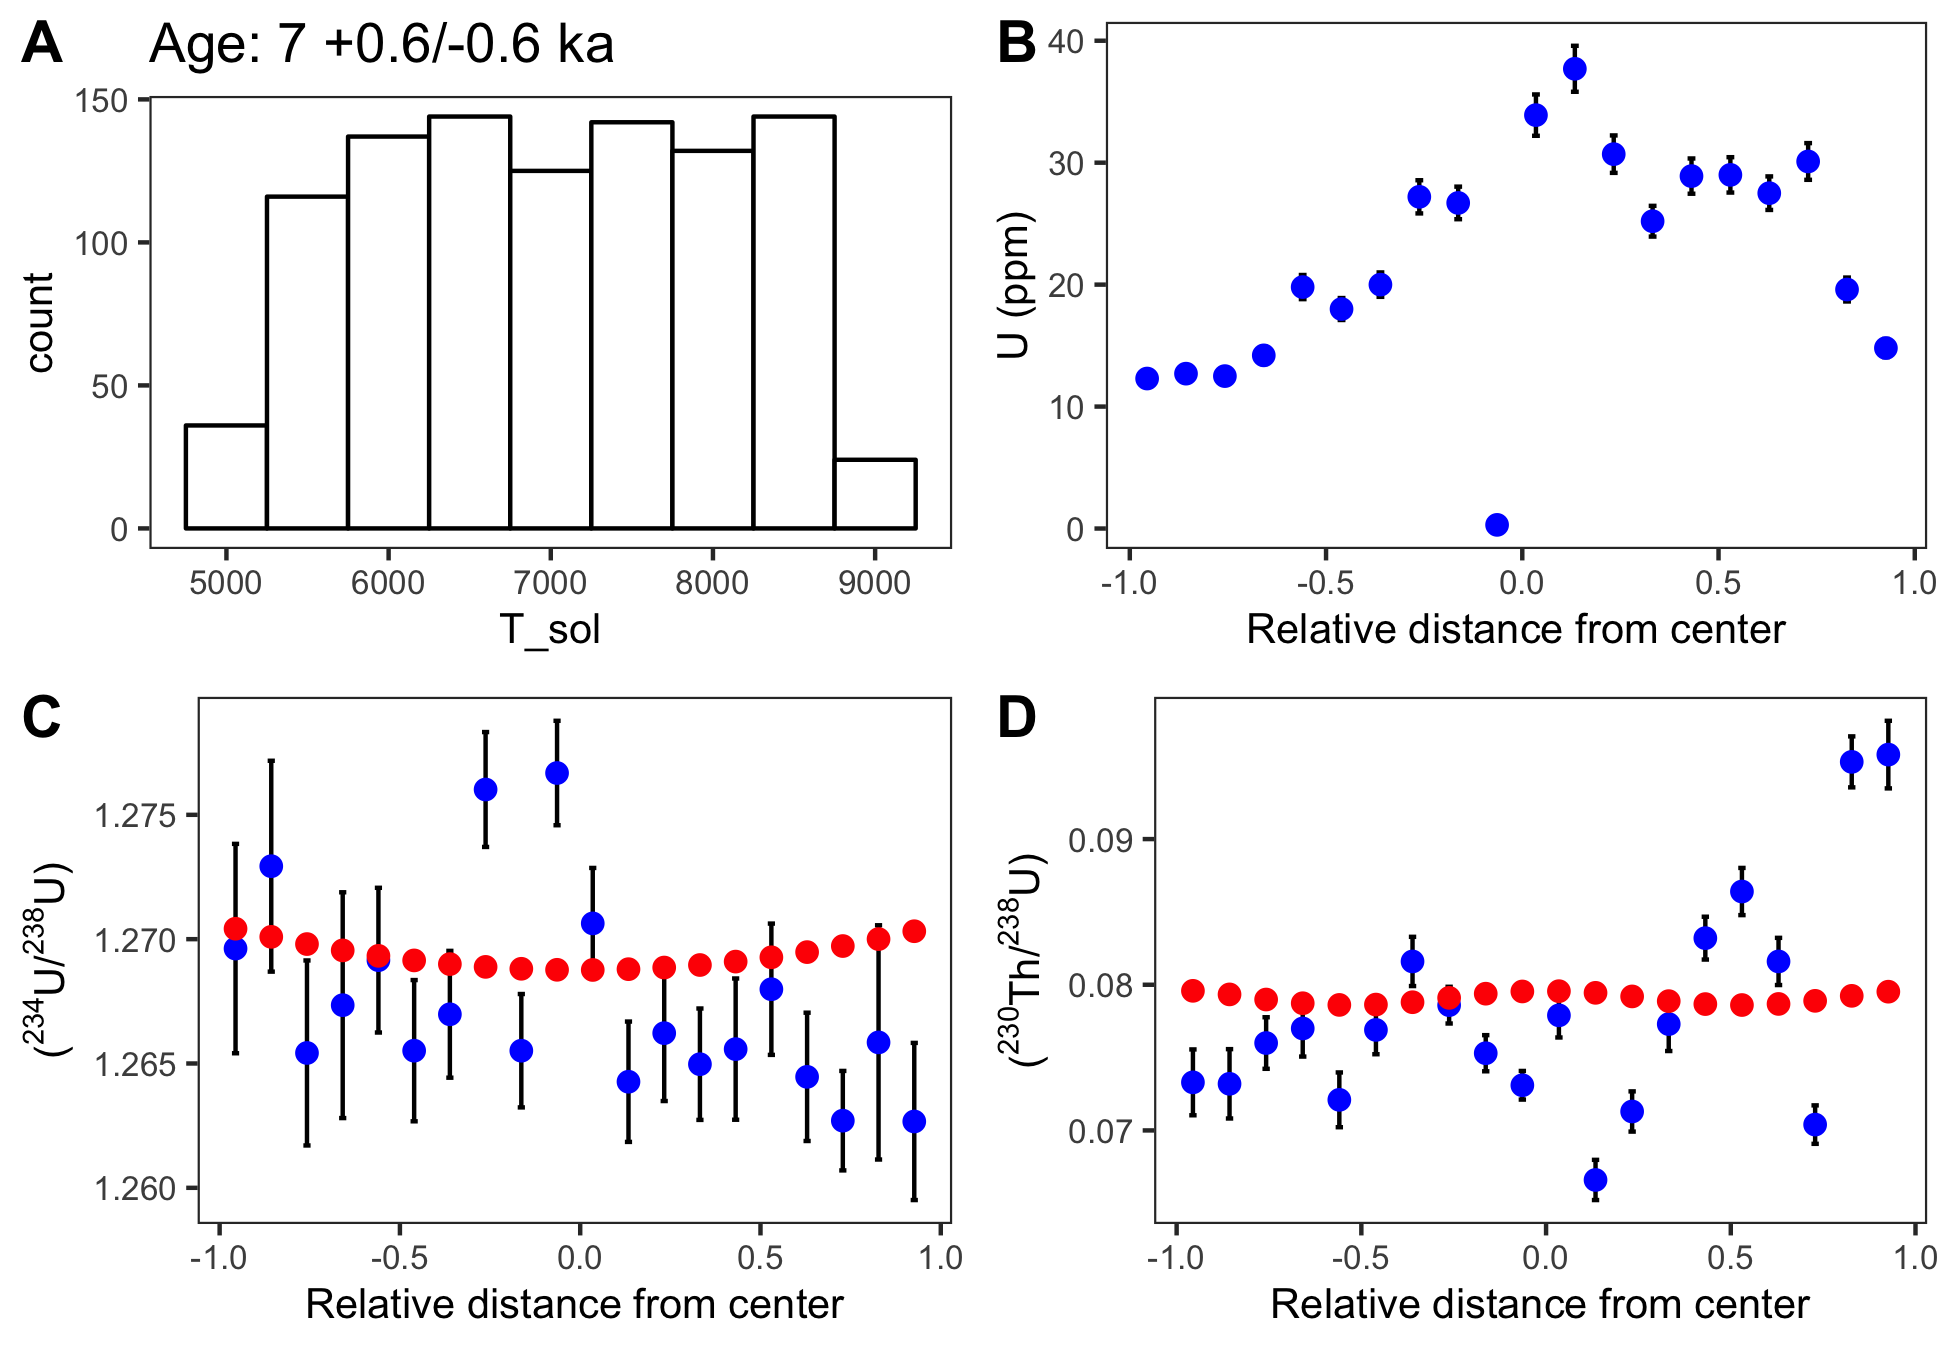 A Age: 7 +0.6/-0.6 ka
150
100
50
0
count
5000 6000 7000 8000 9000
T_sol
B
40
30
20
10
0
U (ppm)
-1.0 -0.5 0.0 0.5 1.0
Relative distance from center
C
1.275
1.270
1.265
1.260
(²³⁴U/²³⁸U)
-1.0 -0.5 0.0 0.5 1.0
Relative distance from center
D
0.09
0.08
0.07
(²³⁰Th/²³⁸U)
-1.0 -0.5 0.0 0.5 1.0
Relative distance from center